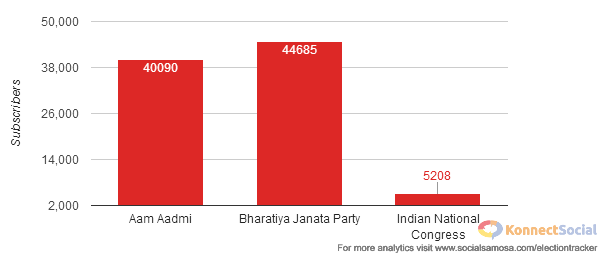 50,000
38,000
26,000
14,000
2,000
Subscribers
40090
44685
5208
Aam Aadmi
Bharatiya Janata Party
Indian National
Congress
KonnectSocial
For more analytics visit www.socialsamosa.com/electiontracker